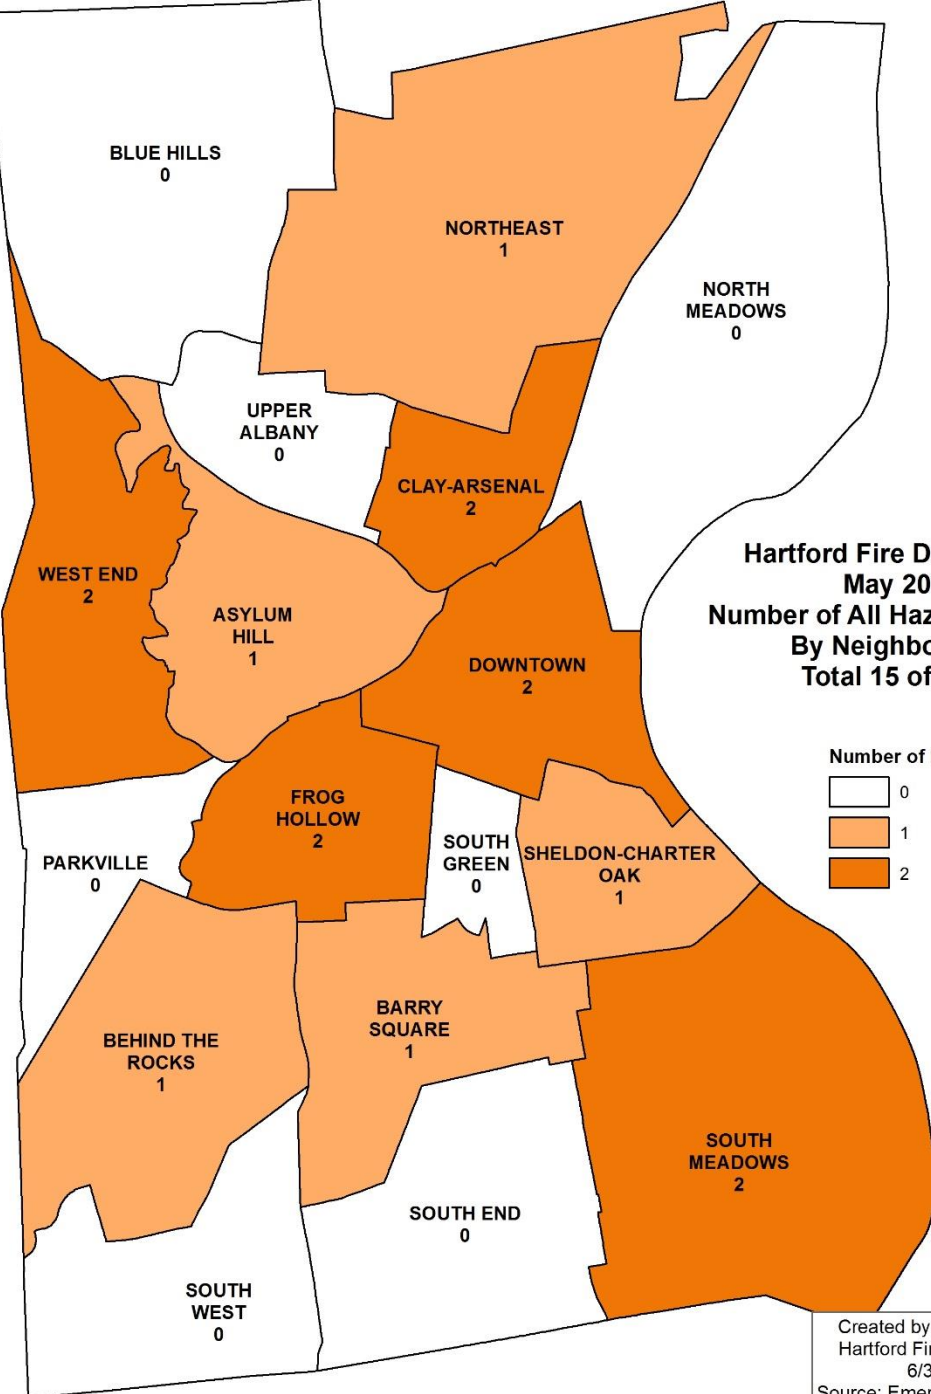 BLUE HILLS
0
NORTHEAST
1
NORTH
MEADOWS
0
UPPER
ALBANY
0
CLAY-ARSENAL
2
WEST END
2
ASYLUM
HILL
1
DOWNTOWN
2
Hartford Fire D
May 20
Number of All Haz
By Neighbo
Total 15 of
Number of
0
1
2
FROG
HOLLOW
2
SOUTH
GREEN
0
SHELDON-CHARTER
OAK
1
PARKVILLE
0
BARRY
SQUARE
1
BEHIND THE
ROCKS
1
SOUTH
MEADOWS
2
SOUTH END
0
SOUTH
WEST
0
Created by
Hartford Fir
6/3
Source: Emer